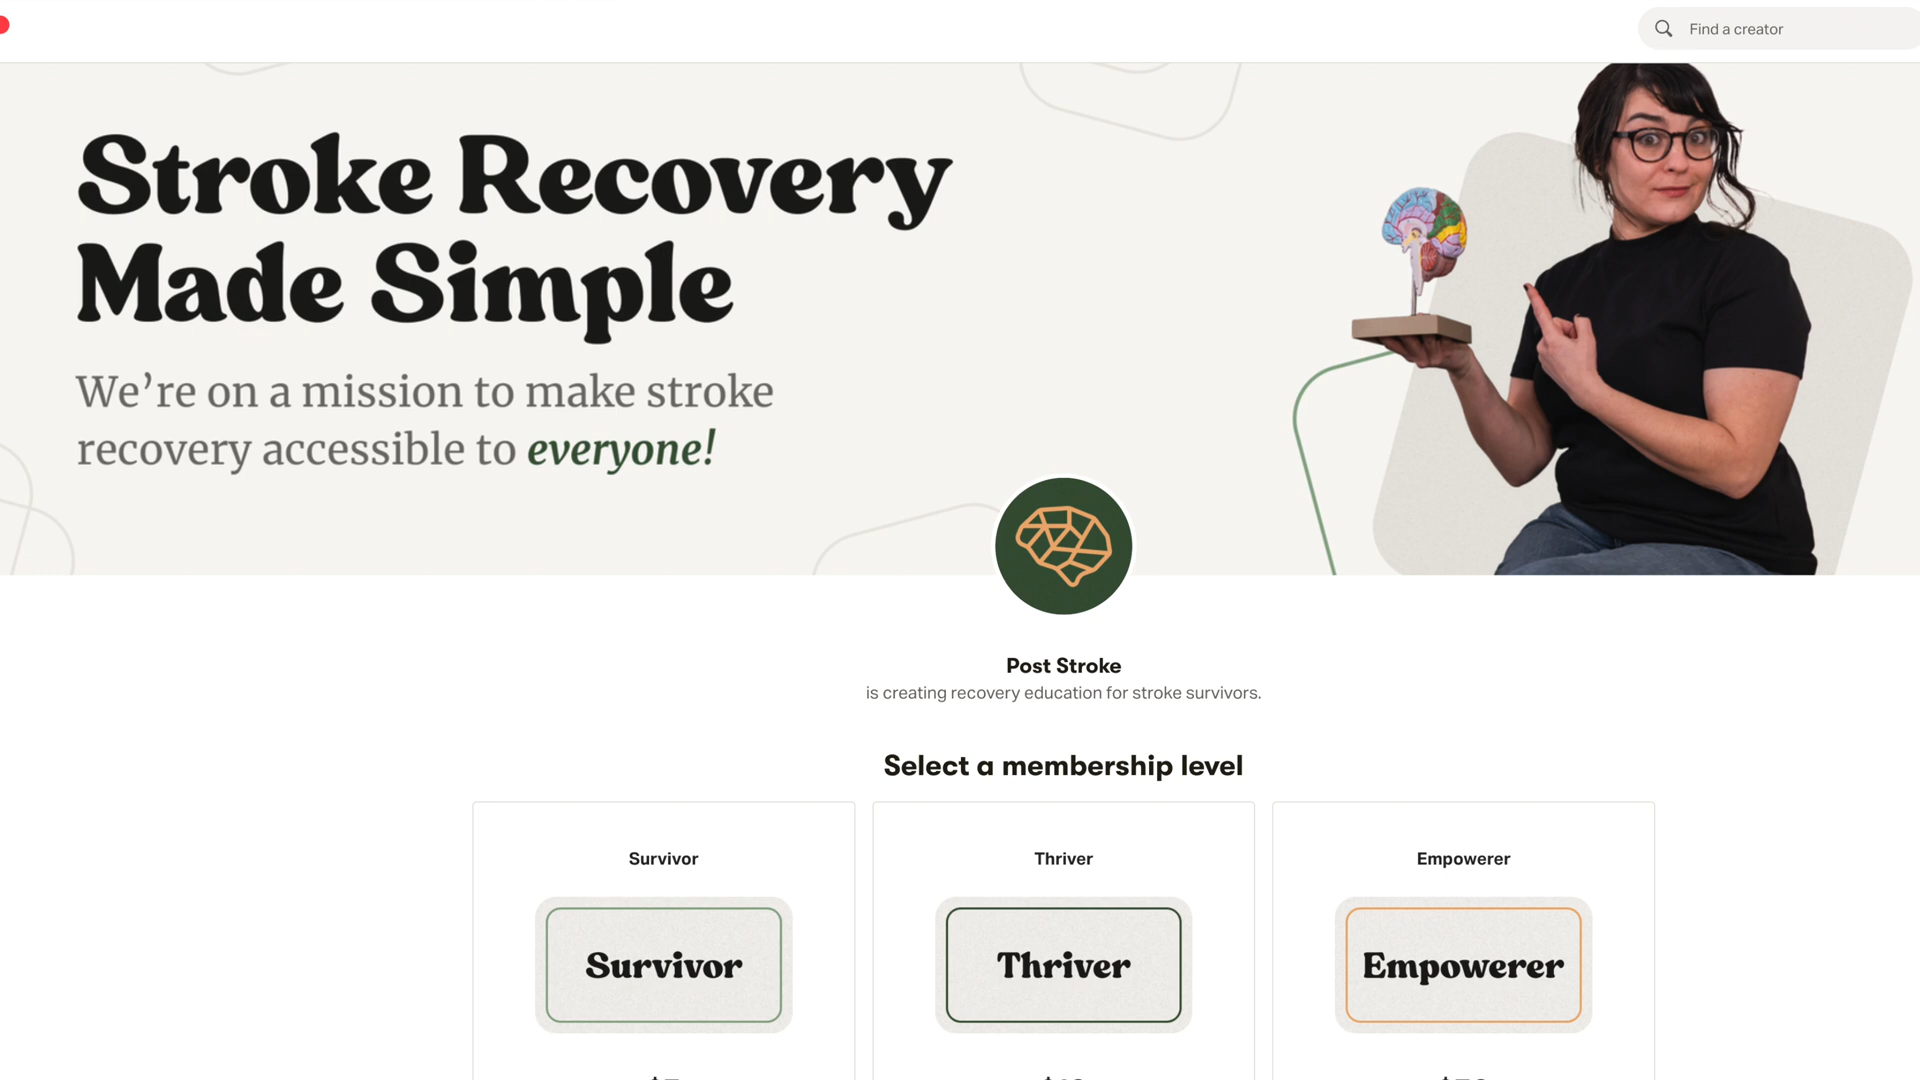 Find a creator
Stroke Recovery
Made Simple
We're on a mission to make stroke
recovery accessible to everyone!
Post Stroke
is creating recovery education for stroke survivors.
Select a membership level
Survivor
Thriver
Empowerer
Survivor
Thriver
Empowerer